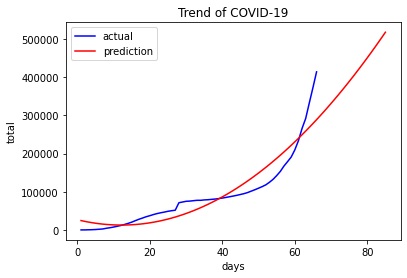 Trend of COVID-19
actual
prediction
500000
400000
300000
200000
100000
0
total
0 20 40 60 80
days